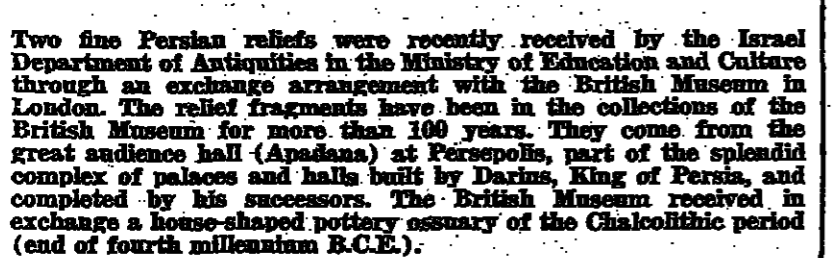 Two fine Persian reliefs were recently received by the Israel
Department of Antiquities in the Ministry of Education and Culture
through an exchange arrangement with the British Museum in
London. The relief fragments have been in the collections of the
British Museum for more than 100 years. They come from the
great audience hall (Apadana) at Persepolis, part of the splendid
complex of palaces and halls built by Darius, King of Persia, and
completed by his successors. The British Museum received in
exchange a house-shaped pottery ossuary of the Chalcolithic period
(end of fourth millennium B.C.E.).